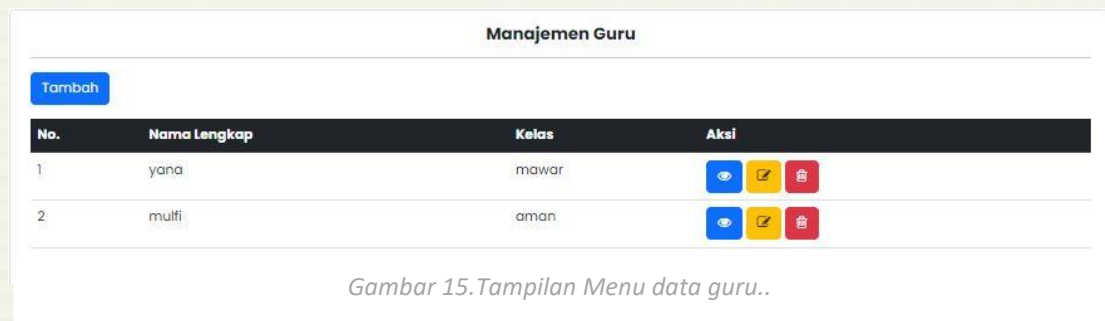 Manajemen Guru
Tambah
No. Nama Lengkap Kelas Aksi
1 yana mawar
2 mulfi aman
Gambar 15.Tampilan Menu data guru..